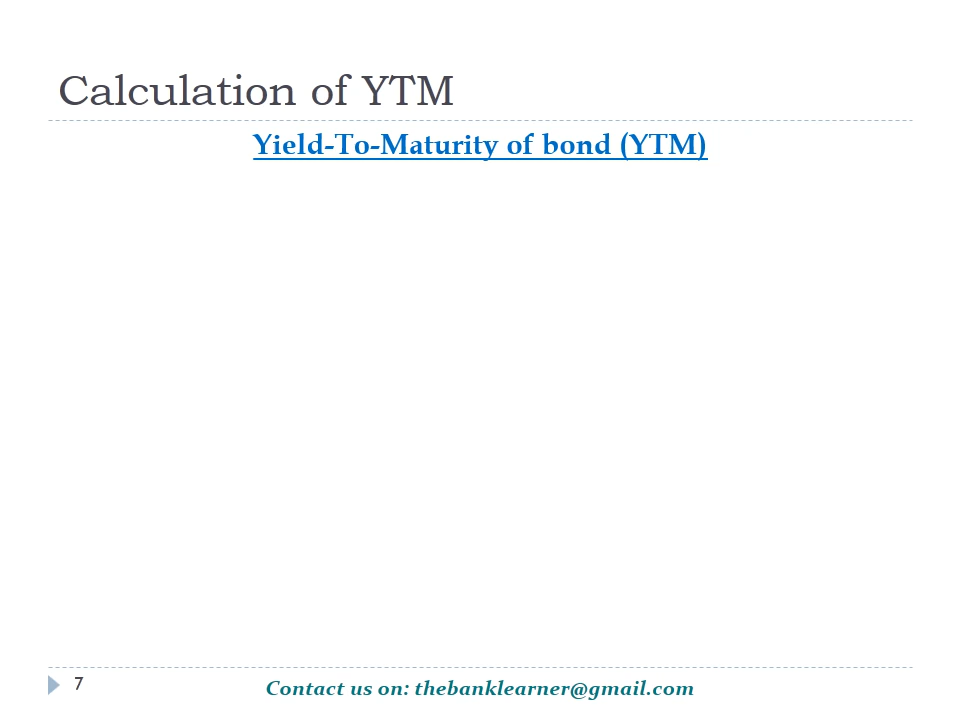 Calculation of YTM
Yield-To-Maturity of bond (YTM)
7
Contact us on: thebanklearner@gmail.com